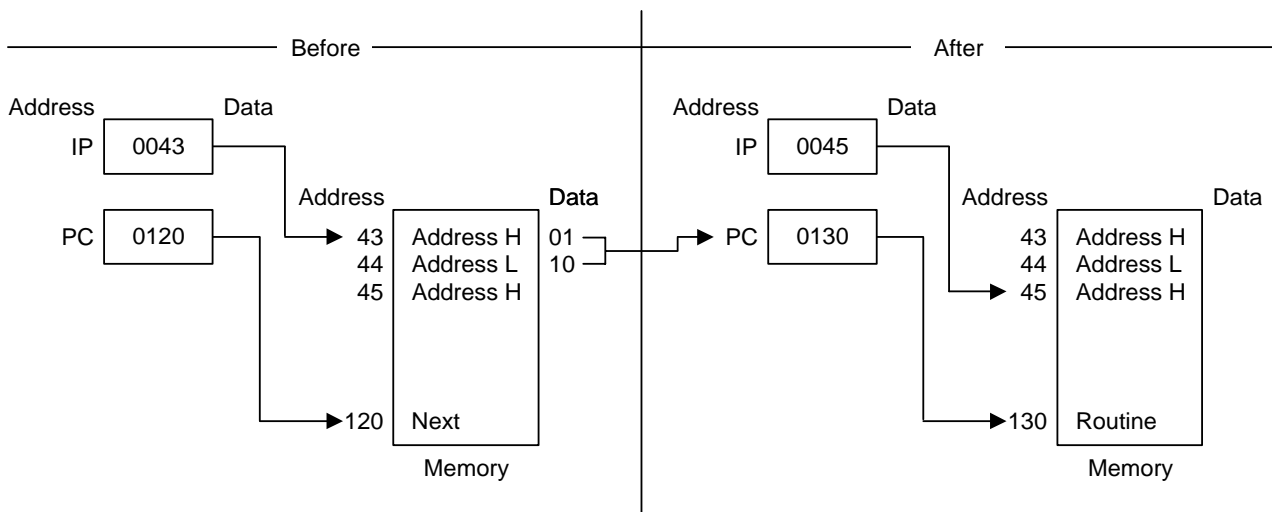 Before
After
Address Data
IP 0043
Address Data
PC 0120
43 Address H 01
44 Address L 10
45 Address H
120 Next
Memory
Address Data
IP 0045
Address Data
PC 0130
43 Address H
44 Address L
45 Address H
130 Routine
Memory